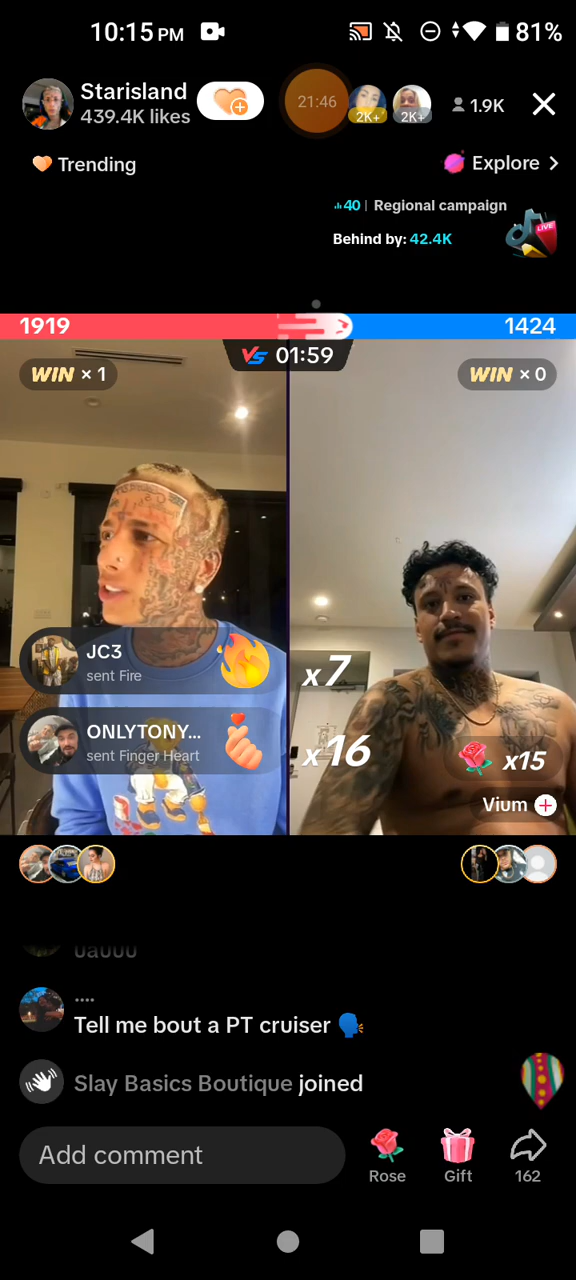 10:15 PM
81%
Starisland
439.4K likes
21:46
2K+
2K+
1.9K
Trending
Explore >
40 | Regional campaign
LIVE
Behind by: 42.4K
1919
1424
VS 01:59
WIN × 1
WIN × 0
JC3
sent Fire
x7
ONLYTONY...
sent Finger Heart
x16
x15
Vium +
....
Tell me bout a PT cruiser 🗣️
Slay Basics Boutique joined
Add comment
Rose
Gift
162